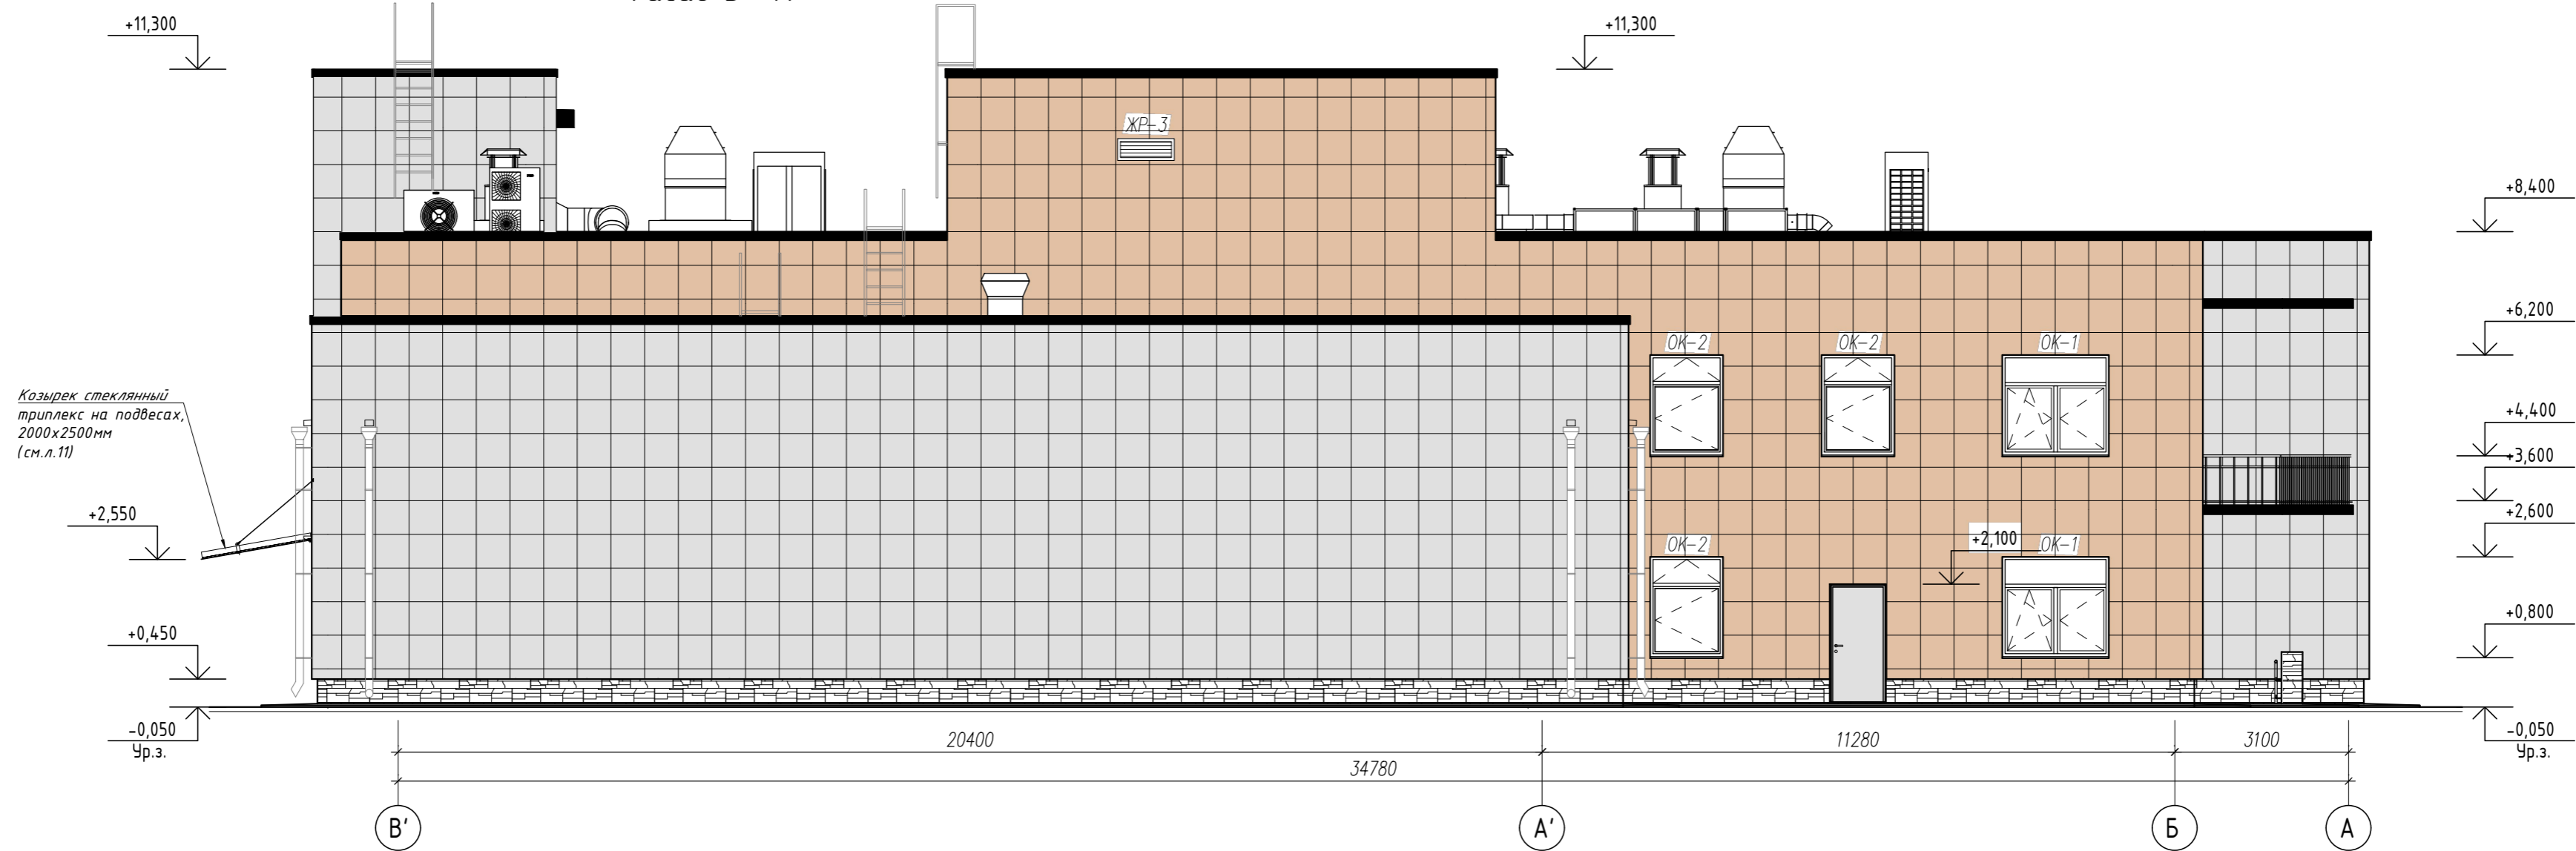 +11,300
+11,300
ЖР-3
+8,400
+6,200
ОК-2
ОК-2
ОК-1
Козырек стеклянный
триплекс на подвесах,
2000х2500мм
(см.л.11)
+4,400
+3,600
+2,550
+2,600
+2,100
ОК-2
ОК-1
+0,450
+0,800
-0,050
Ур.з.
-0,050
Ур.з.
20400
11280
3100
34780
В'
А'
Б
А